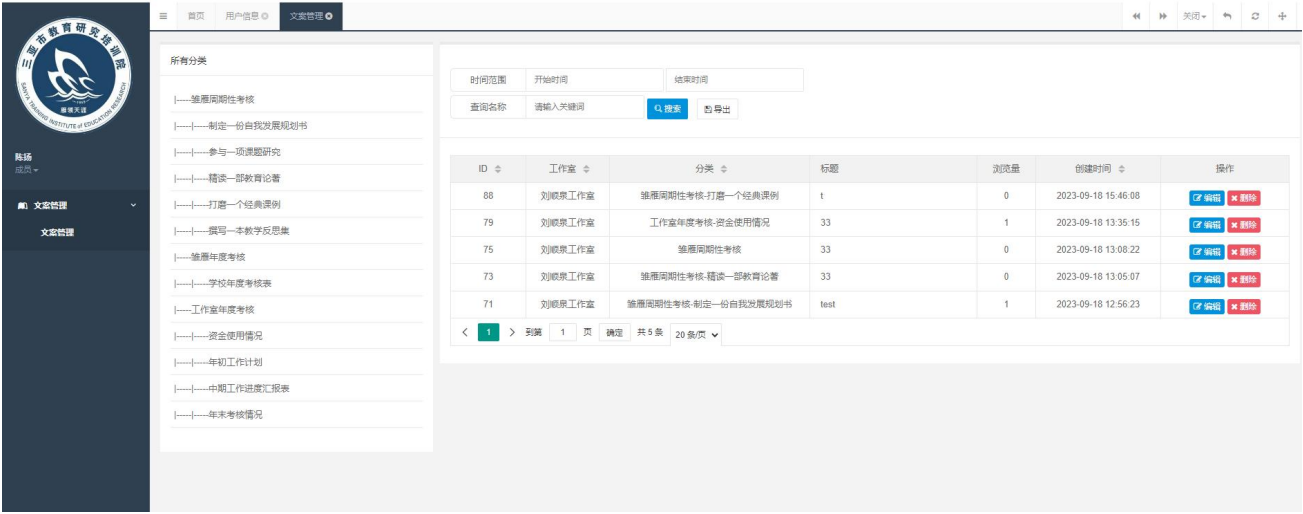 三亚市教育研究培训院
SANYA TRAINING INSTITUTE of EDUCATION RESEARCH
雁领天涯
陈扬
成员
文案管理
文案管理
首页 用户信息 文案管理 关闭
所有分类
|-----雏雁周期性考核
|-----|-----制定一份自我发展规划书
|-----|-----参与一项课题研究
|-----|-----精读一部教育论著
|-----|-----打磨一个经典课例
|-----|-----撰写一本教学反思集
|-----雏雁年度考核
|-----|-----学校年度考核表
|-----工作室年度考核
|-----|-----资金使用情况
|-----|-----年初工作计划
|-----|-----中期工作进度汇报表
|-----|-----年末考核情况
时间范围 开始时间 结束时间
查询名称 请输入关键词 搜索 导出
ID 工作室 分类 标题 浏览量 创建时间 操作
88 刘顺泉工作室 雏雁周期性考核-打磨一个经典课例 t 0 2023-09-18 15:46:08 编辑 删除
79 刘顺泉工作室 工作室年度考核-资金使用情况 33 1 2023-09-18 13:35:15 编辑 删除
75 刘顺泉工作室 雏雁周期性考核 33 0 2023-09-18 13:08:22 编辑 删除
73 刘顺泉工作室 雏雁周期性考核-精读一部教育论著 33 0 2023-09-18 13:05:07 编辑 删除
71 刘顺泉工作室 雏雁周期性考核-制定一份自我发展规划书 test 1 2023-09-18 12:56:23 编辑 删除
< 1 > 到第 1 页 确定 共 5 条 20 条/页